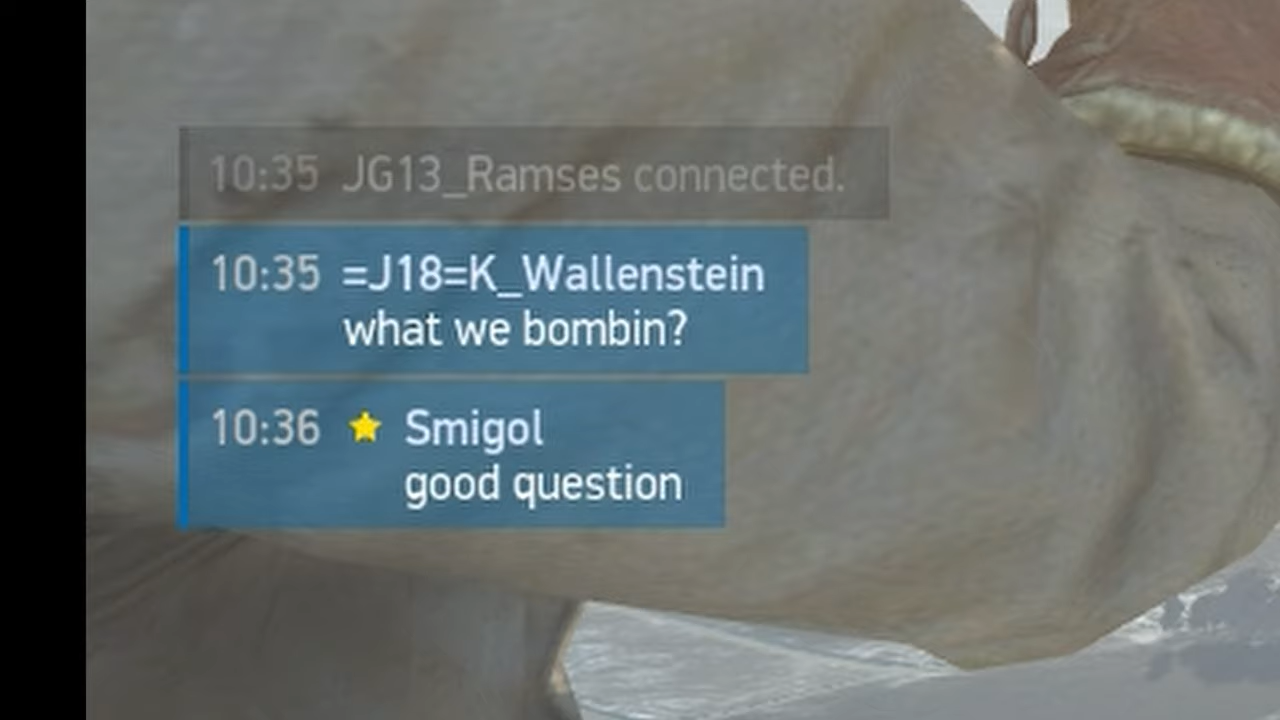 10:35 JG13_Ramses connected.
10:35 =J18=K_Wallenstein
what we bombin?
10:36 Smigol
good question